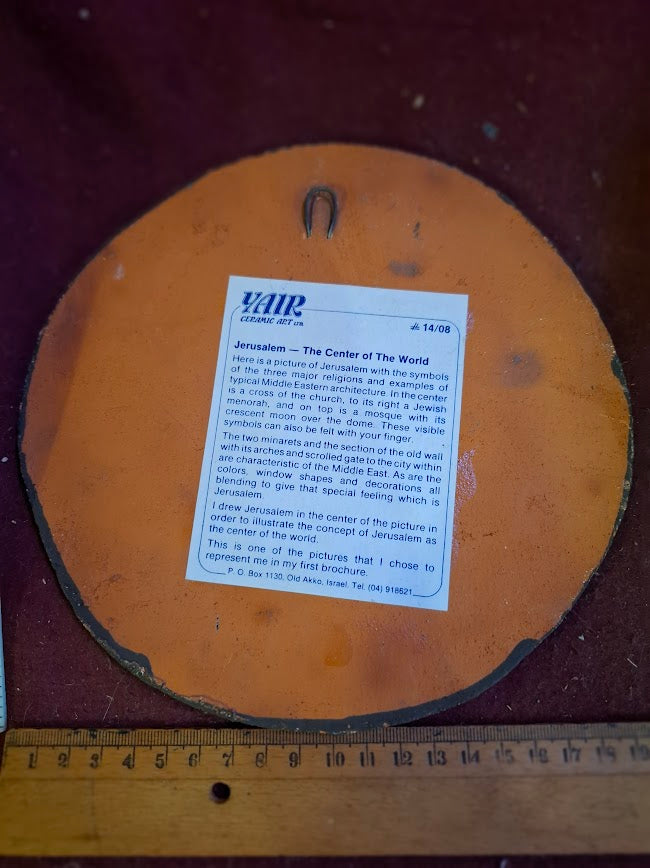 YAIR
CERAMIC ART LTD.
#: 14/08
Jerusalem — The Center of The World
Here is a picture of Jerusalem with the symbols
of the three major religions and examples of
typical Middle Eastern architecture. In the center
is a cross of the church, to its right a Jewish
menorah, and on top is a mosque with its
crescent moon over the dome. These visible
symbols can also be felt with your finger.
The two minarets and the section of the old wall
with its arches and scrolled gate to the city within
are characteristic of the Middle East. As are the
colors, window shapes and decorations all
blending to give that special feeling which is
Jerusalem.
I drew Jerusalem in the center of the picture in
order to illustrate the concept of Jerusalem as
the center of the world.
This is one of the pictures that I chose to
represent me in my first brochure.
P. O. Box 1130, Old Akko, Israel. Tel. (04) 918621
1 2 3 4 5 6 7 8 9 10 11 12 13 14 15 16 17 18